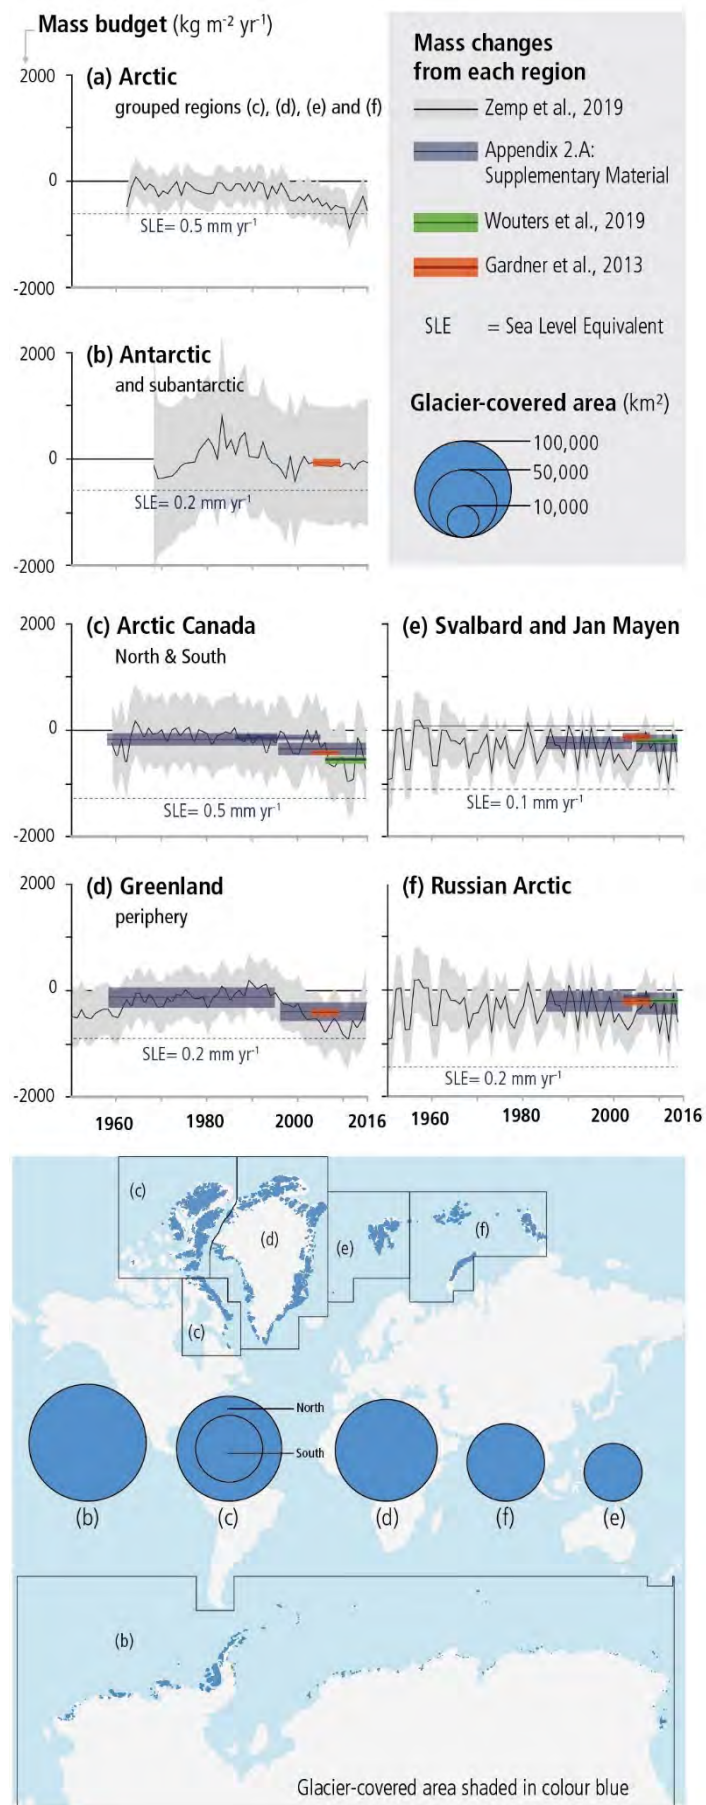 Mass budget (kg m⁻² yr⁻¹)
2000
0
-2000
(a) Arctic
grouped regions (c), (d), (e) and (f)
SLE= 0.5 mm yr⁻¹
Mass changes
from each region
Zemp et al., 2019
Appendix 2.A:
Supplementary Material
Wouters et al., 2019
Gardner et al., 2013
SLE = Sea Level Equivalent
Glacier-covered area (km²)
100,000
50,000
10,000
2000
0
-2000
(b) Antarctic
and subantarctic
SLE= 0.2 mm yr⁻¹
2000
0
-2000
(c) Arctic Canada
North & South
SLE= 0.5 mm yr⁻¹
(e) Svalbard and Jan Mayen
SLE= 0.1 mm yr⁻¹
2000
0
-2000
(d) Greenland
periphery
SLE= 0.2 mm yr⁻¹
1960 1980 2000 2016
(f) Russian Arctic
SLE= 0.2 mm yr⁻¹
1960 1980 2000 2016
(c)
(d)
(e)
(f)
(c)
North
South
(b) (c) (d) (f) (e)
(b)
Glacier-covered area shaded in colour blue